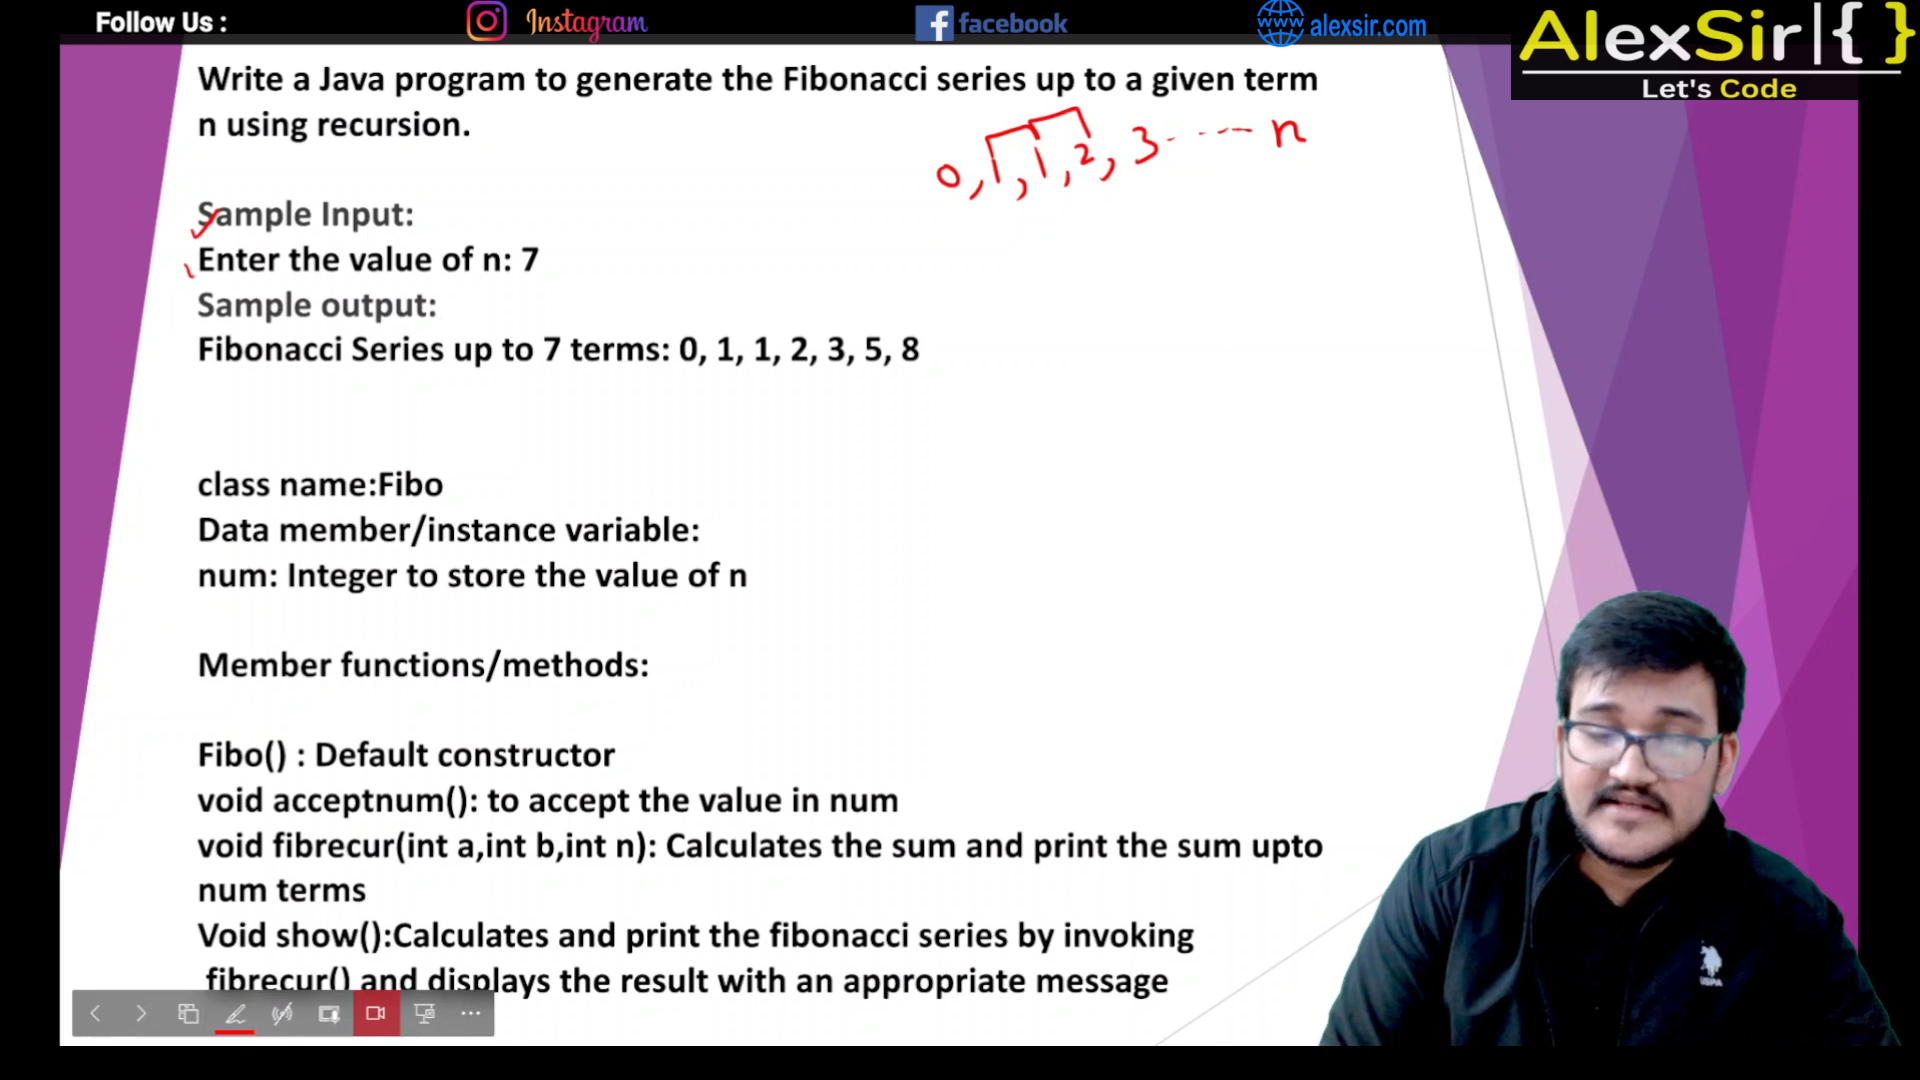 Follow Us :
Instagram
facebook
alexsir.com
AlexSir|{ }
Let's Code
Write a Java program to generate the Fibonacci series up to a given term
n using recursion.
0, 1, 1, 2, 3 ---- n
Sample Input:
Enter the value of n: 7
Sample output:
Fibonacci Series up to 7 terms: 0, 1, 1, 2, 3, 5, 8
class name:Fibo
Data member/instance variable:
num: Integer to store the value of n
Member functions/methods:
Fibo() : Default constructor
void acceptnum(): to accept the value in num
void fibrecur(int a,int b,int n): Calculates the sum and print the sum upto
num terms
Void show():Calculates and print the fibonacci series by invoking
fibrecur() and displays the result with an appropriate message
USPA